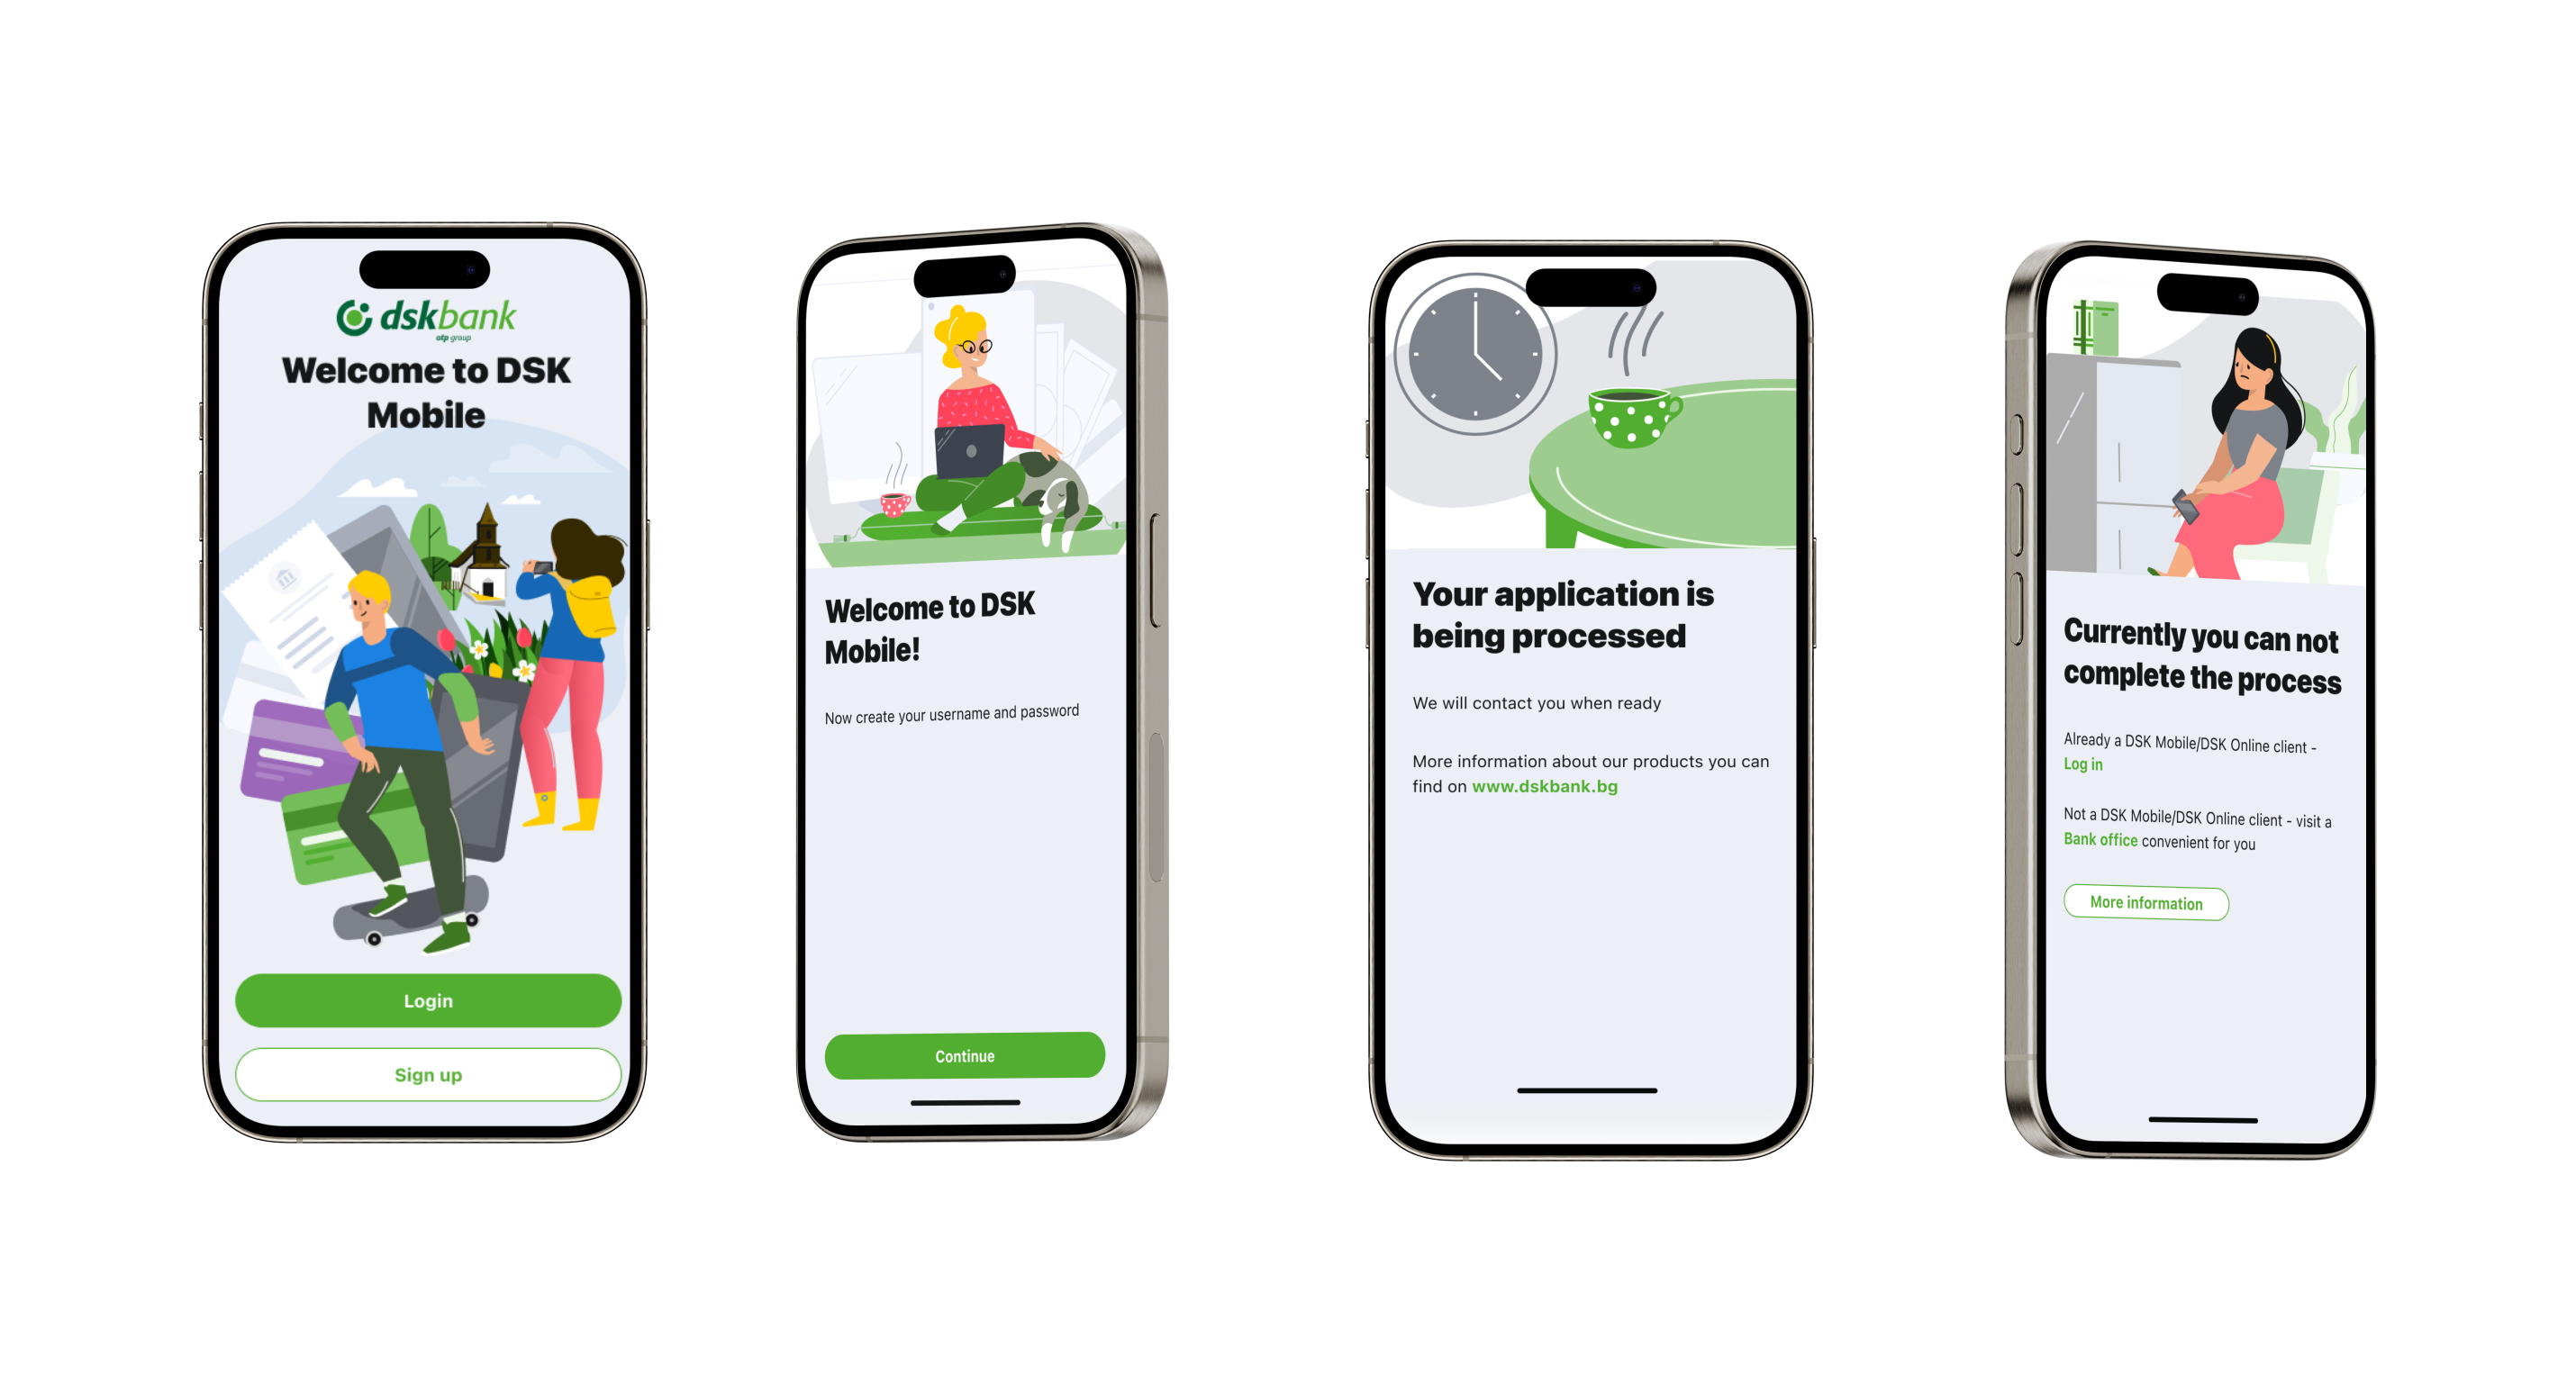 dskbank
otp group
Welcome to DSK
Mobile
Login
Sign up
Welcome to DSK
Mobile!
Now create your username and password
Continue
Your application is
being processed
We will contact you when ready
More information about our products you can
find on www.dskbank.bg
Currently you can not
complete the process
Already a DSK Mobile/DSK Online client -
Log in
Not a DSK Mobile/DSK Online client - visit a
Bank office convenient for you
More information